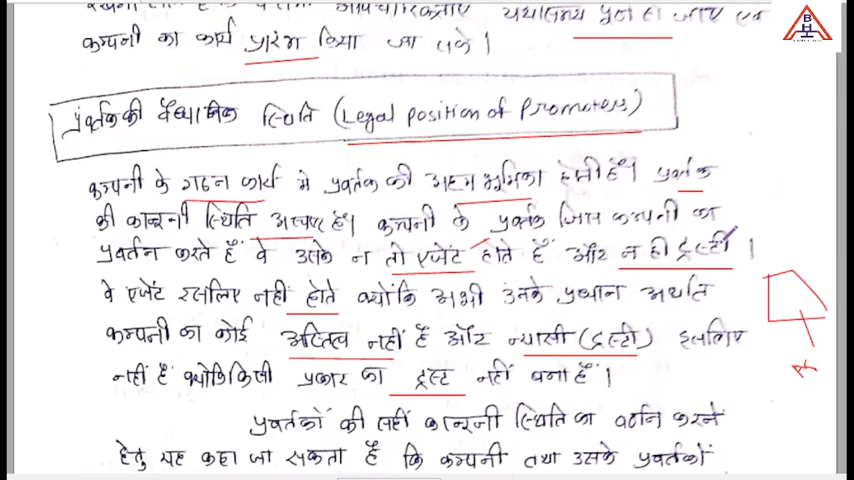 औपचारिकताए यथासमय पूर्ण हो जाए एवं
कम्पनी का कार्य प्रारंभ किया जा सके।
प्रवर्तक की वैधानिक स्थिति (Legal position of Promoters)
कम्पनी के गठन कार्य मे प्रवर्तक की अहम भूमिका होती है। प्रवर्तक
की कानूनी स्थिति अस्पष्ट है। कम्पनी के प्रवर्तक जिस कम्पनी का
प्रवर्तन करते हैं वे उसके न तो एजेंट होते हैं और न ही ट्रस्टी।
वे एजेंट इसलिए नहीं होते क्योंकि अभी उनके प्रधान अर्थात
कम्पनी का कोई अस्तित्व नहीं है और न्यासी (ट्रस्टी) इसलिए
नहीं है क्योंकि किसी प्रकार का ट्रस्ट नहीं बना है।
प्रवर्तकों की सही कानूनी स्थिति का वर्णन करने
हेतु यह कहा जा सकता है कि कम्पनी तथा उसके प्रवर्तकों